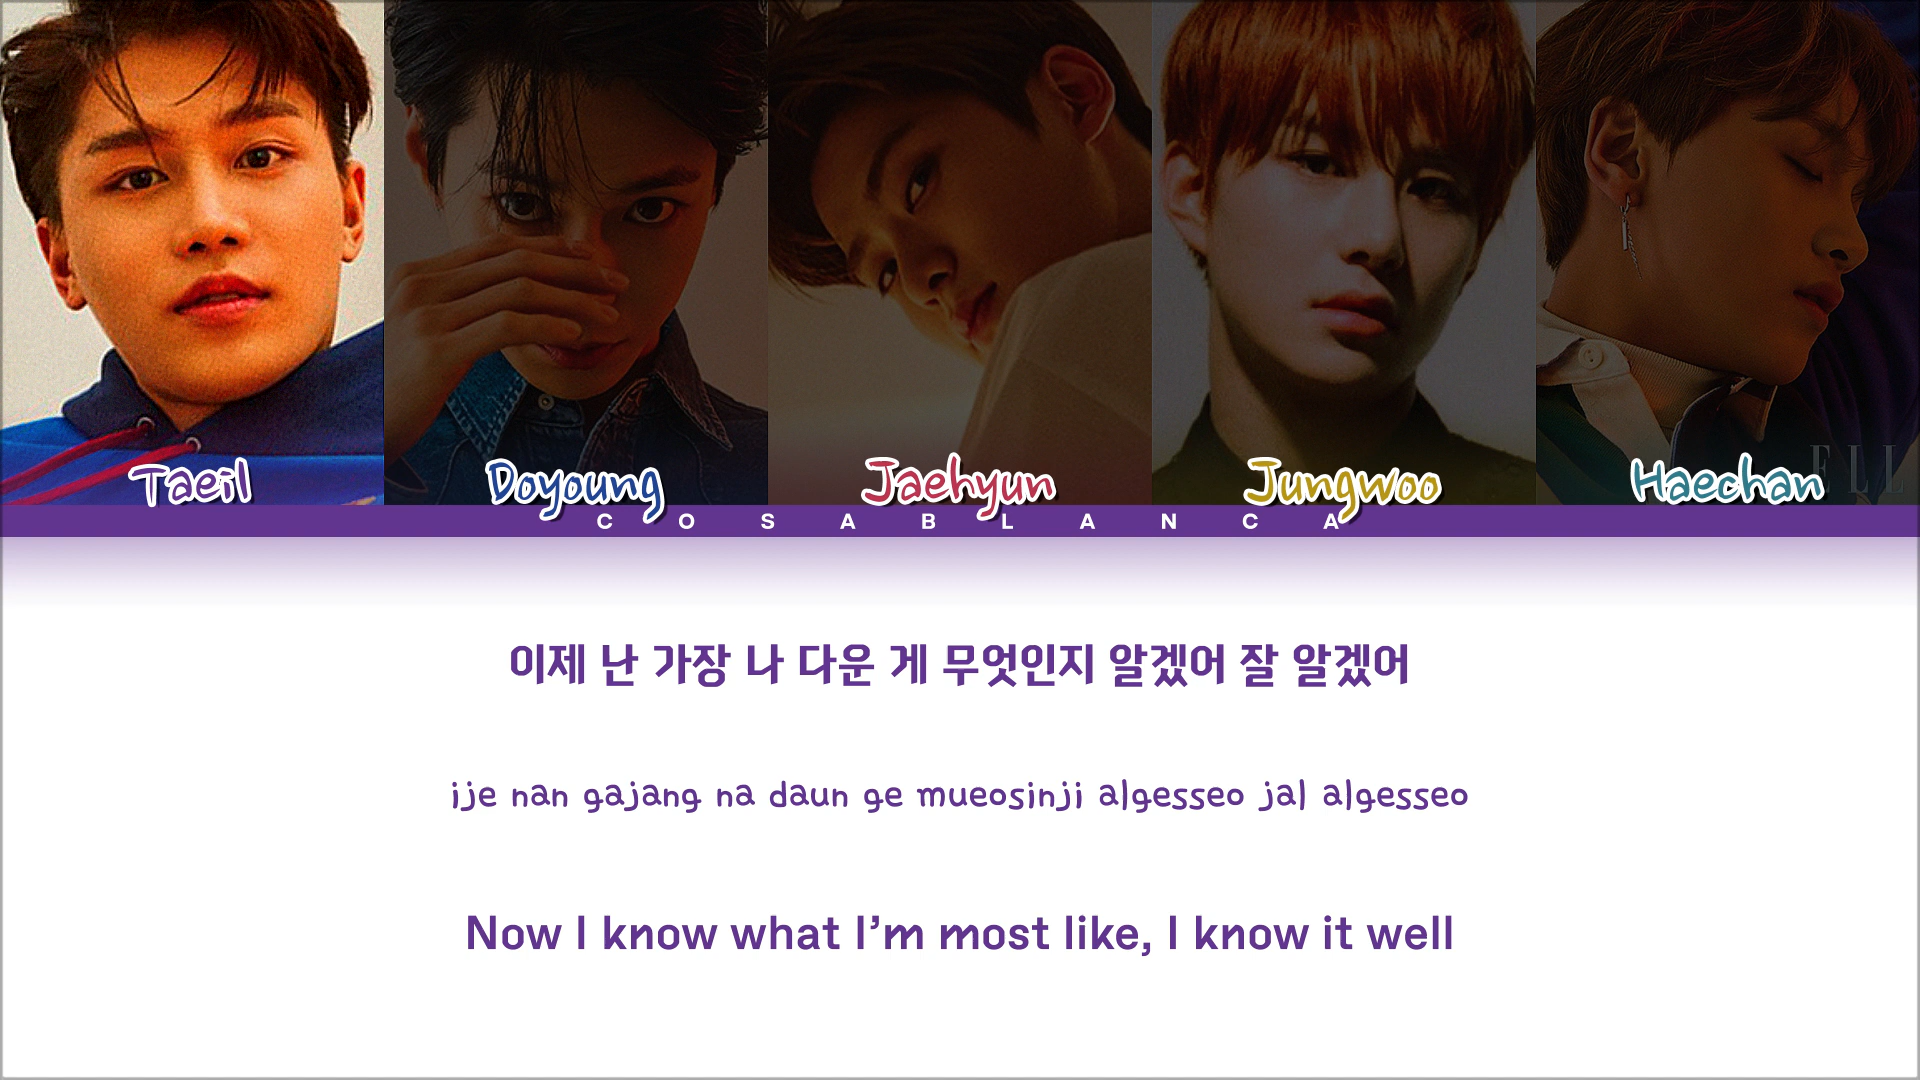 Taeil Doyoung Jaehyun Jungwoo Haechan
ELL
COSABLANCA
이제 난 가장 나 다운 게 무엇인지 알겠어 잘 알겠어
ije nan gajang na daun ge mueosinji algesseo jal algesseo
Now I know what I'm most like, I know it well